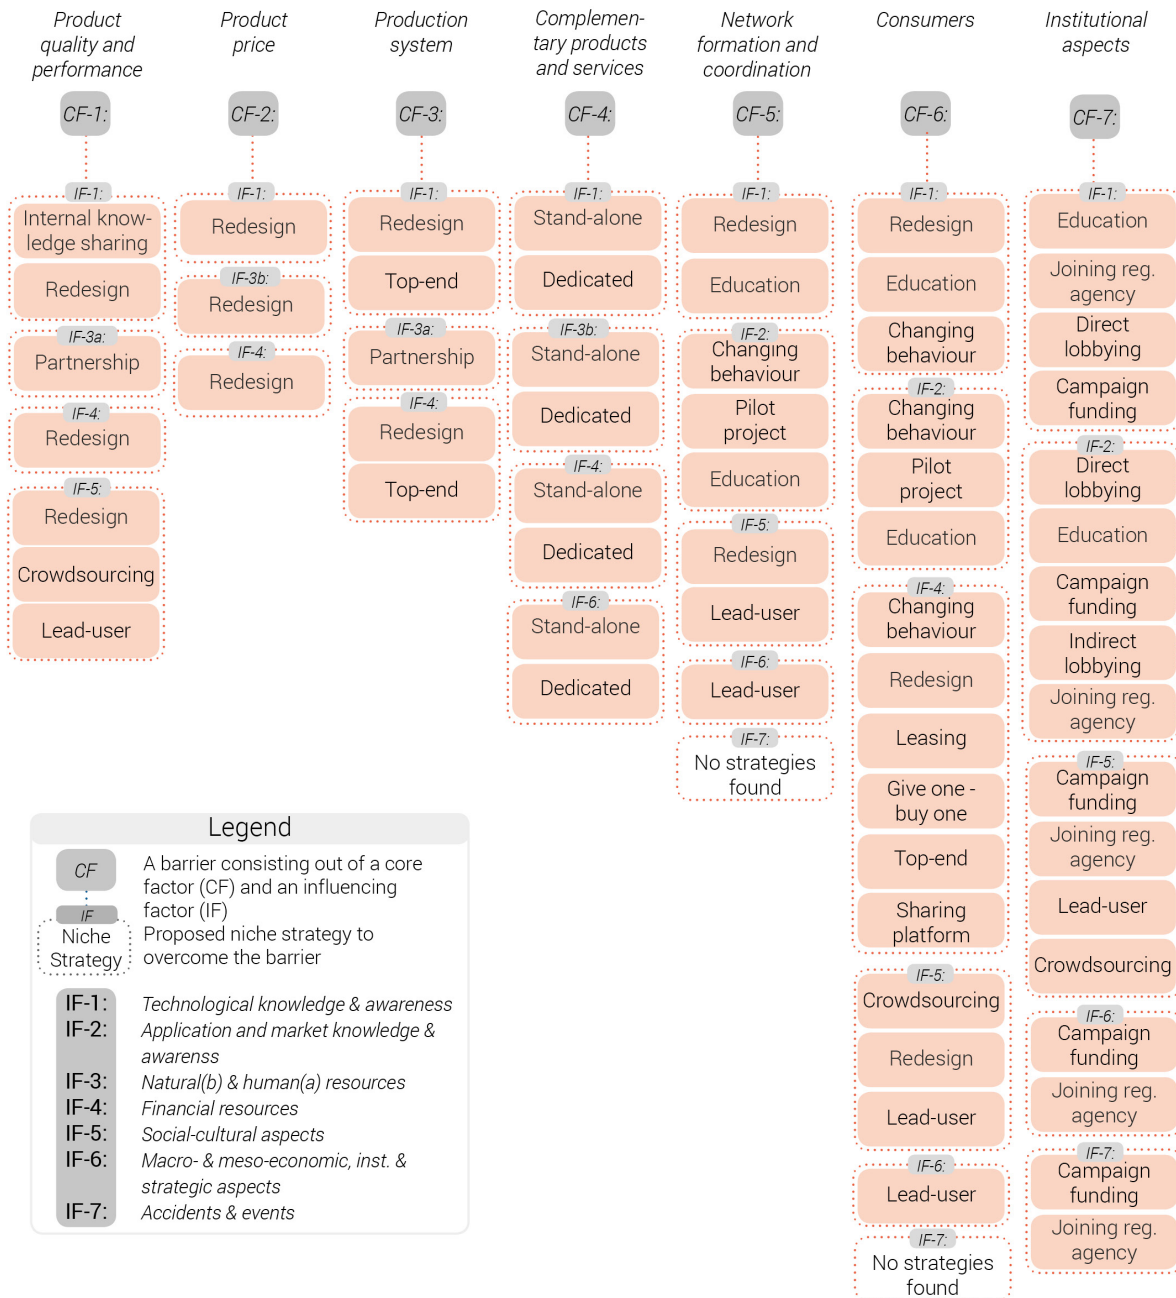 Product
quality and
performance
CF-1:
IF-1:
Internal know-
ledge sharing
Redesign
IF-3a:
Partnership
IF-4:
Redesign
IF-5:
Redesign
Crowdsourcing
Lead-user
Product
price
CF-2:
IF-1:
Redesign
IF-3b:
Redesign
IF-4:
Redesign
Production
system
CF-3:
IF-1:
Redesign
Top-end
IF-3a:
Partnership
IF-4:
Redesign
Top-end
Complemen-
tary products
and services
CF-4:
IF-1:
Stand-alone
Dedicated
IF-3b:
Stand-alone
Dedicated
IF-4:
Stand-alone
Dedicated
IF-6:
Stand-alone
Dedicated
Network
formation and
coordination
CF-5:
IF-1:
Redesign
Education
IF-2:
Changing
behaviour
Pilot
project
Education
IF-5:
Redesign
Lead-user
IF-6:
Lead-user
IF-7:
No strategies
found
Consumers
CF-6:
IF-1:
Redesign
Education
Changing
behaviour
IF-2:
Changing
behaviour
Pilot
project
Education
IF-4:
Changing
behaviour
Redesign
Leasing
Give one -
buy one
Top-end
Sharing
platform
IF-5:
Crowdsourcing
Redesign
Lead-user
IF-6:
Lead-user
IF-7:
No strategies
found
Institutional
aspects
CF-7:
IF-1:
Education
Joining reg.
agency
Direct
lobbying
Campaign
funding
IF-2:
Direct
lobbying
Education
Campaign
funding
Indirect
lobbying
Joining reg.
agency
IF-5:
Campaign
funding
Joining reg.
agency
Lead-user
Crowdsourcing
IF-6:
Campaign
funding
Joining reg.
agency
IF-7:
Campaign
funding
Joining reg.
agency
Legend
CF
A barrier consisting out of a core
factor (CF) and an influencing
factor (IF)
IF
Niche
Strategy
Proposed niche strategy to
overcome the barrier
IF-1: Technological knowledge & awareness
IF-2: Application and market knowledge &
awarenss
IF-3: Natural(b) & human(a) resources
IF-4: Financial resources
IF-5: Social-cultural aspects
IF-6: Macro- & meso-economic, inst. &
strategic aspects
IF-7: Accidents & events